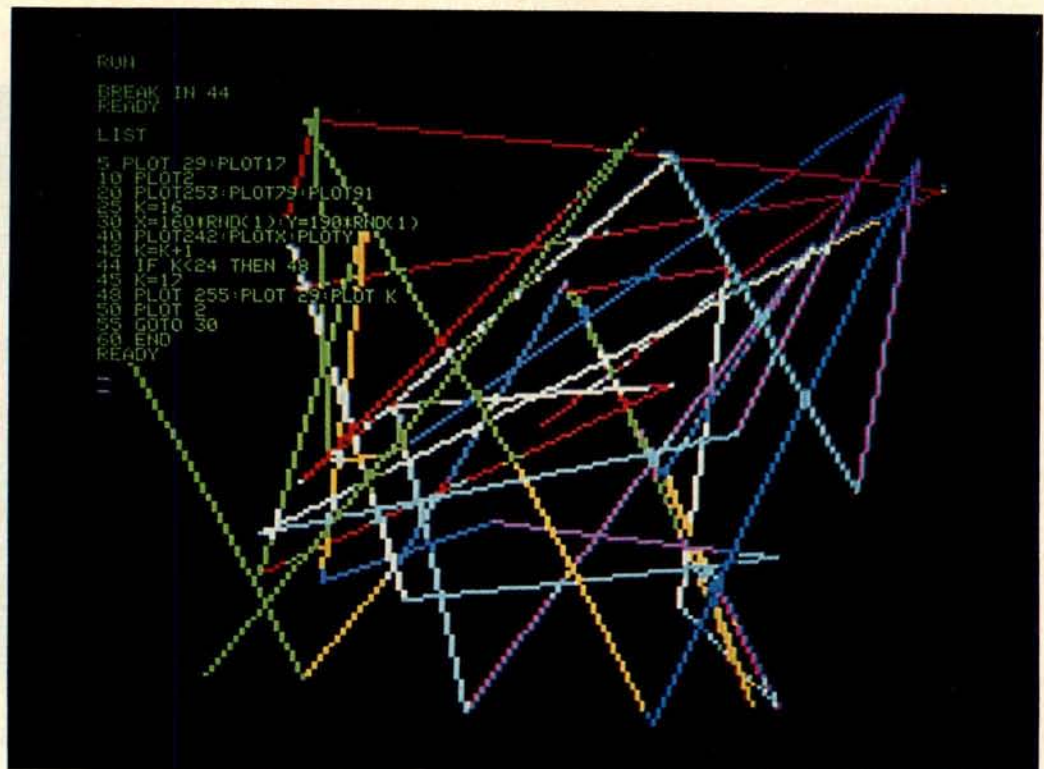 RUN
BREAK IN 44
READY
LIST
5 PLOT 29:PLOT17
10 PLOT2
20 PLOT253:PLOT79:PLOT91
25 K=16
30 X=160*RND(1):Y=190*RND(1)
40 PLOT242:PLOTX:PLOTY
42 K=K+1
44 IF K<24 THEN 48
45 K=17
48 PLOT 255:PLOT 29:PLOT K
50 PLOT 2
55 GOTO 30
60 END
READY